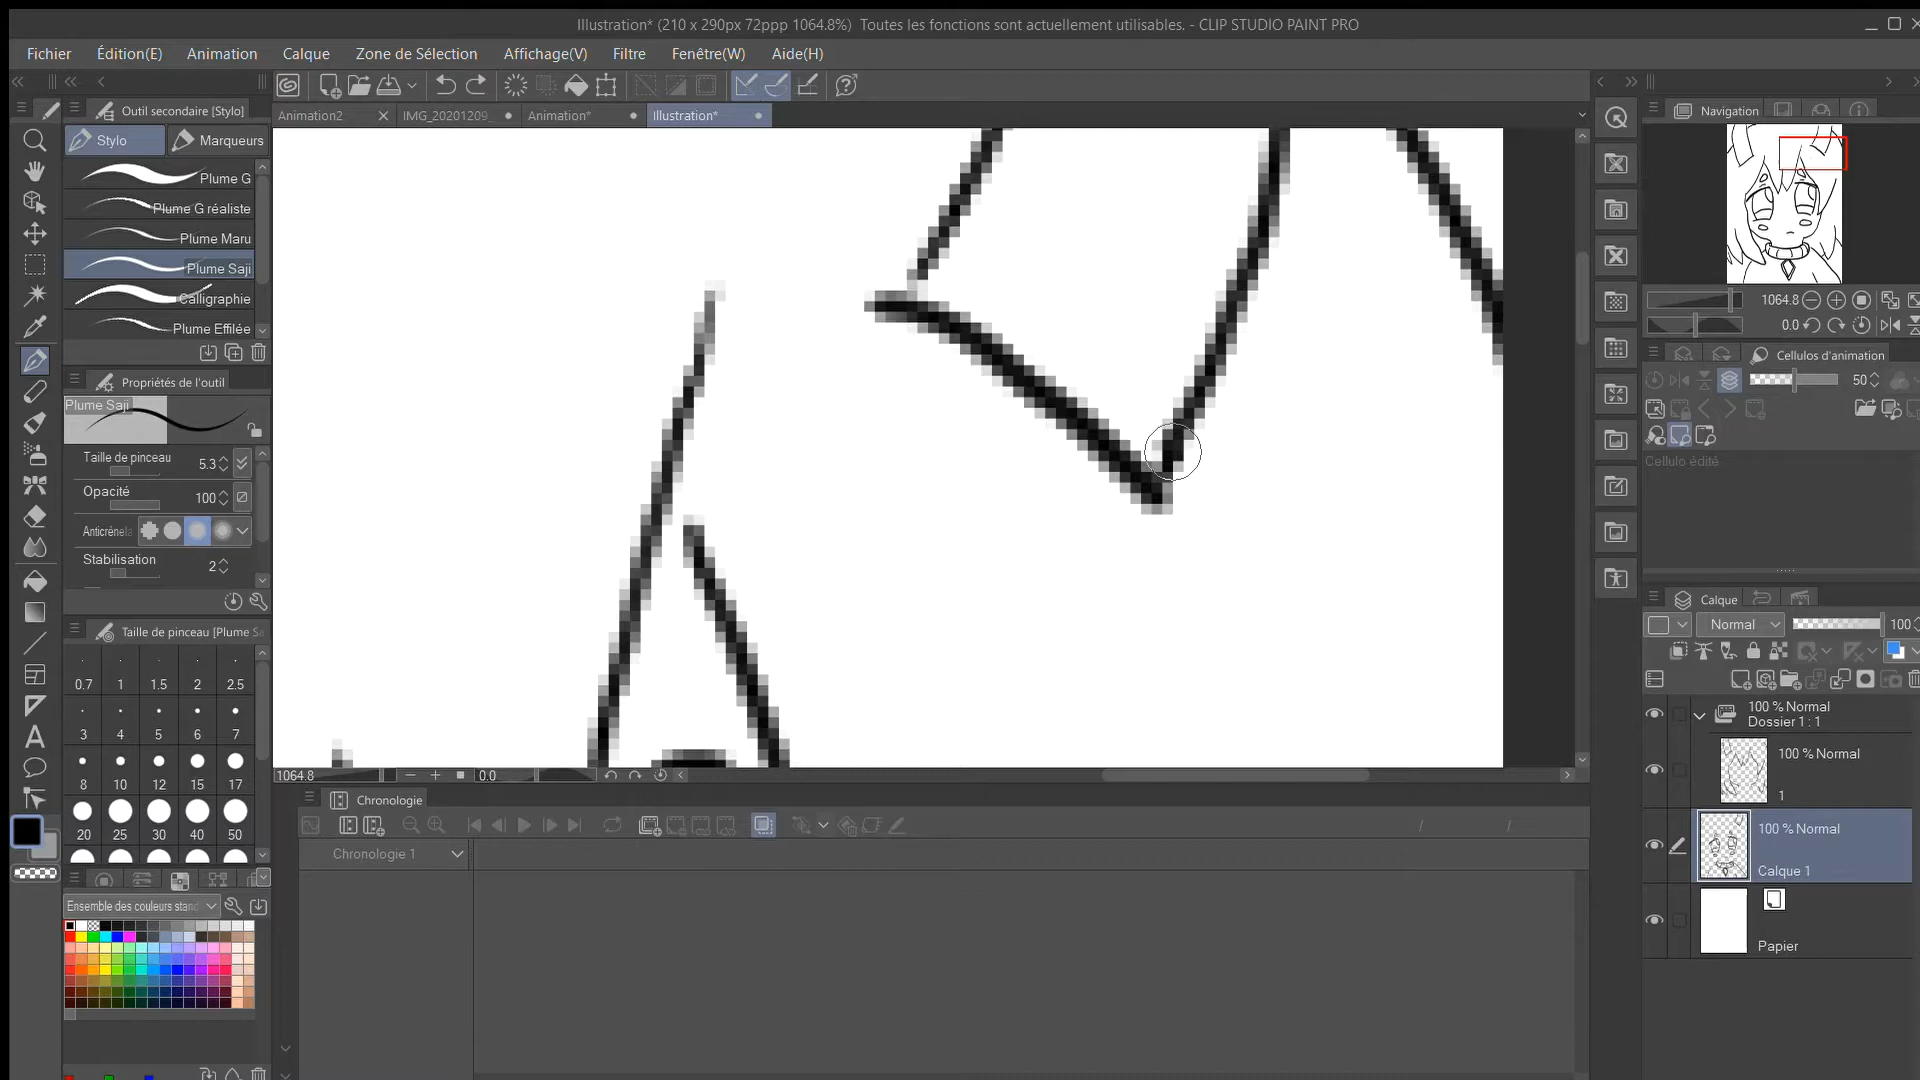 Illustration* (210 x 290px 72ppp 1064.8%)  Toutes les fonctions sont actuellement utilisables. - CLIP STUDIO PAINT PRO
Fichier Édition(E) Animation Calque Zone de Sélection Affichage(V) Filtre Fenêtre(W) Aide(H)
Outil secondaire [Stylo]
Animation2 IMG_20201209_ Animation* Illustration*
Navigation
Stylo Marqueurs
Plume G
Plume G réaliste
Plume Maru
Plume Saji
Calligraphie
Plume Effilée
1064.8
0.0
Cellulos d'animation
50
Cellulo édité
Propriétés de l'outil
Plume Saji
Taille de pinceau 5.3
Opacité 100
Anticrénela
Stabilisation 2
Taille de pinceau [Plume Sa
0.7 1 1.5 2 2.5
3 4 5 6 7
8 10 12 15 17
20 25 30 40 50
Ensemble des couleurs stand
1064.8 0.0
Chronologie
/ /
Chronologie 1
Calque
Normal 100
100 % Normal
Dossier 1 : 1
100 % Normal
1
100 % Normal
Calque 1
Papier